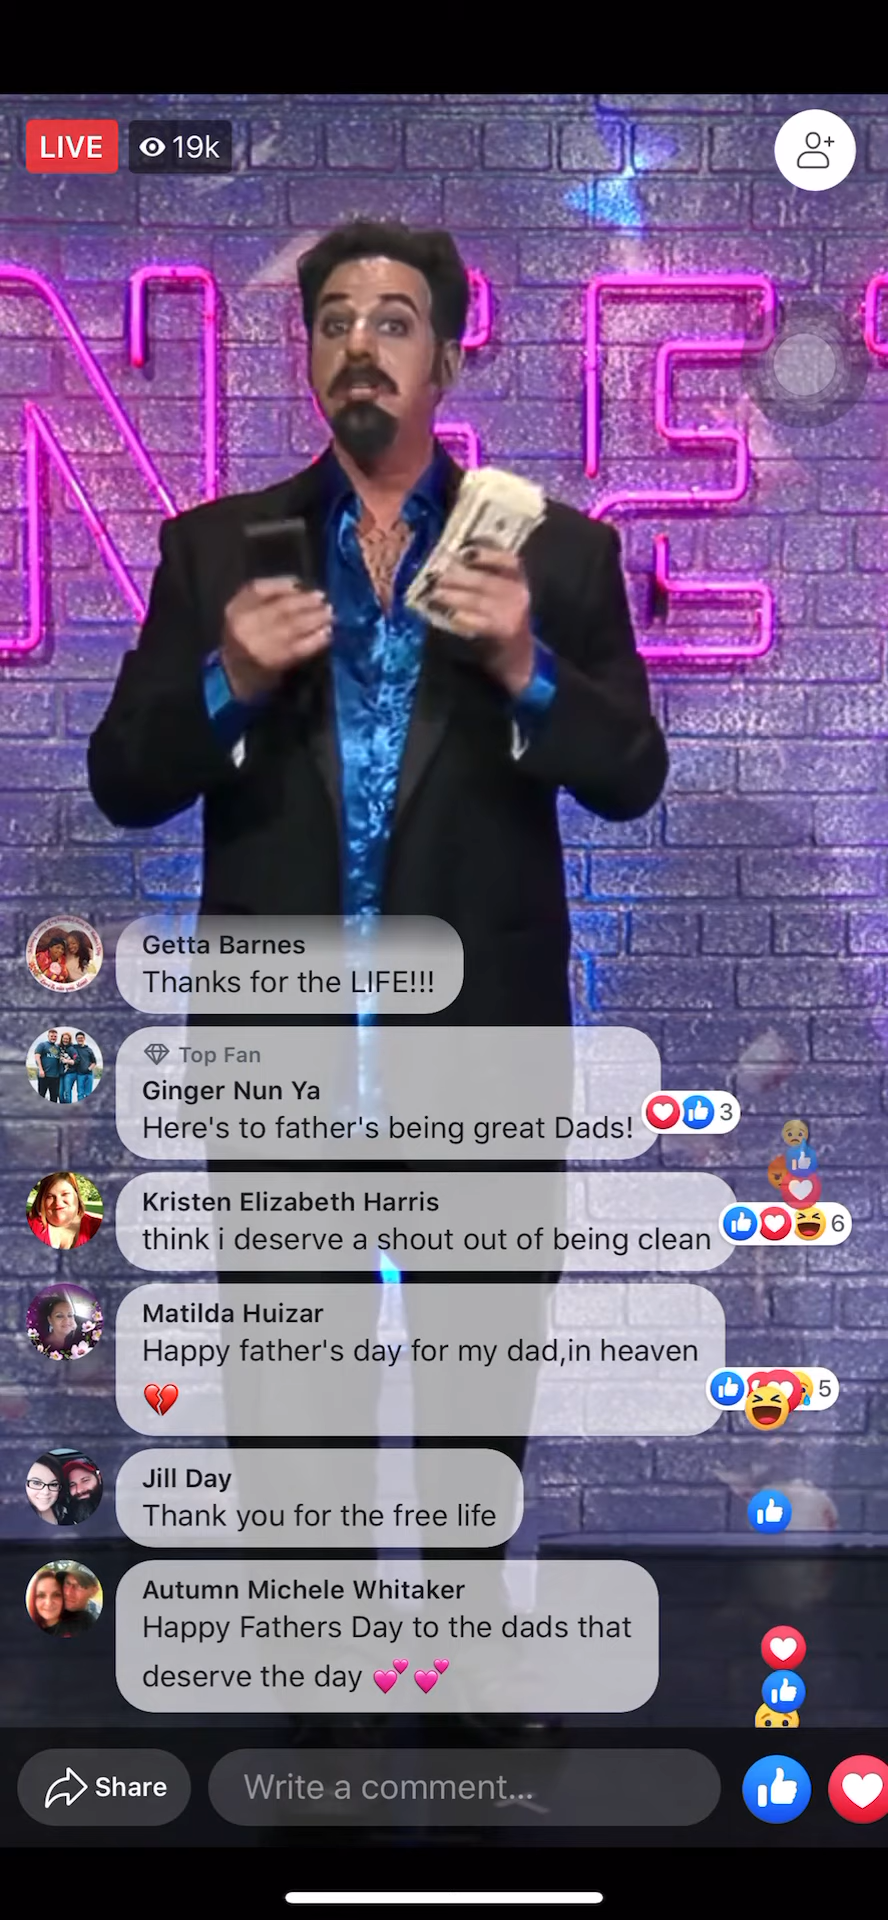 LIVE 19k
Getta Barnes
Thanks for the LIFE!!!
Top Fan
Ginger Nun Ya
Here's to father's being great Dads!
3
Kristen Elizabeth Harris
think i deserve a shout out of being clean
6
Matilda Huizar
Happy father's day for my dad,in heaven
💔
5
Jill Day
Thank you for the free life
Autumn Michele Whitaker
Happy Fathers Day to the dads that
deserve the day 💕 💕
Share
Write a comment...